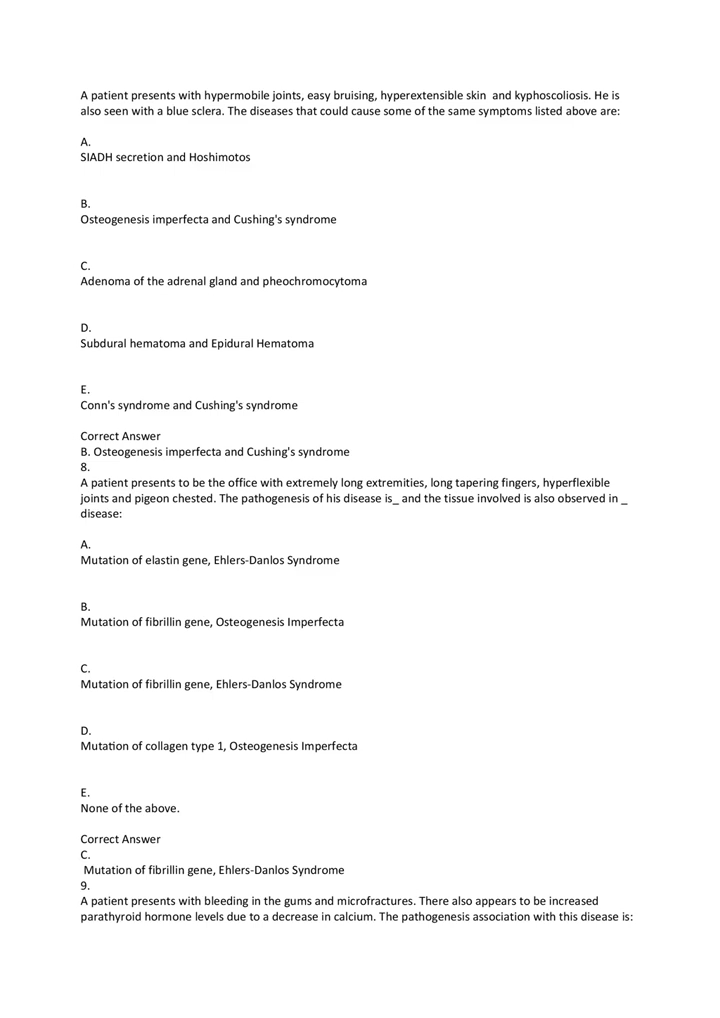 A patient presents with hypermobile joints, easy bruising, hyperextensible skin  and kyphoscoliosis. He is
also seen with a blue sclera. The diseases that could cause some of the same symptoms listed above are:
A.
SIADH secretion and Hoshimotos
B.
Osteogenesis imperfecta and Cushing's syndrome
C.
Adenoma of the adrenal gland and pheochromocytoma
D.
Subdural hematoma and Epidural Hematoma
E.
Conn's syndrome and Cushing's syndrome
Correct Answer
B. Osteogenesis imperfecta and Cushing's syndrome
8.
A patient presents to be the office with extremely long extremities, long tapering fingers, hyperflexible
joints and pigeon chested. The pathogenesis of his disease is_ and the tissue involved is also observed in _
disease:
A.
Mutation of elastin gene, Ehlers-Danlos Syndrome
B.
Mutation of fibrillin gene, Osteogenesis Imperfecta
C.
Mutation of fibrillin gene, Ehlers-Danlos Syndrome
D.
Mutation of collagen type 1, Osteogenesis Imperfecta
E.
None of the above.
Correct Answer
C.
Mutation of fibrillin gene, Ehlers-Danlos Syndrome
9.
A patient presents with bleeding in the gums and microfractures. There also appears to be increased
parathyroid hormone levels due to a decrease in calcium. The pathogenesis association with this disease is: